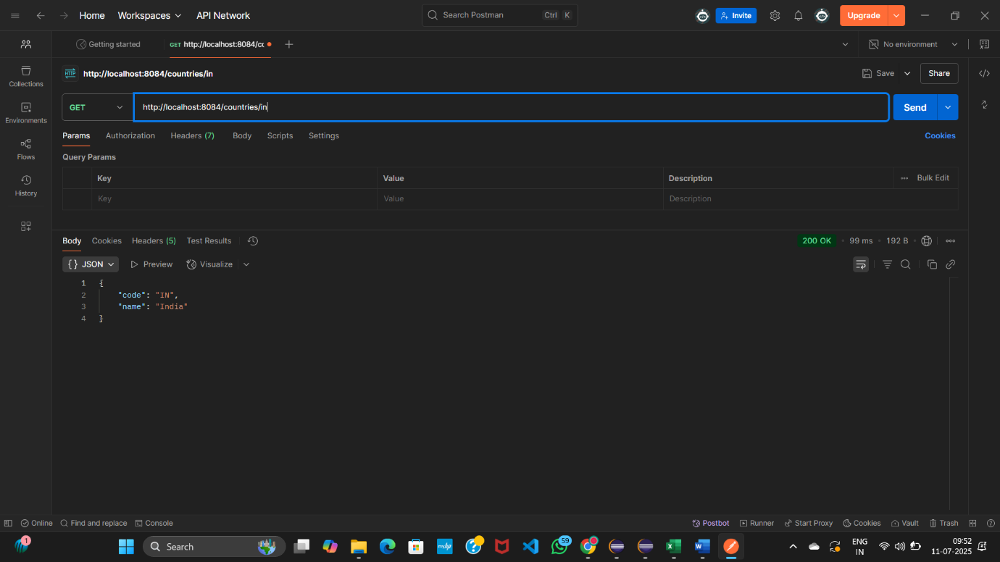 Home Workspaces API Network Search Postman Ctrl K Invite Upgrade
Getting started GET http://localhost:8084/cc No environment
HTTP http://localhost:8084/countries/in Save Share
GET http://localhost:8084/countries/in Send
Params Authorization Headers (7) Body Scripts Settings Cookies
Query Params
Key Value Description Bulk Edit
Key Value Description
Collections
Environments
Flows
History
Body Cookies Headers (5) Test Results 200 OK 99 ms 192 B
{ } JSON Preview Visualize
1 {
2 "code": "IN",
3 "name": "India"
4 }
Online Find and replace Console Postbot Runner Start Proxy Cookies Vault Trash
1 Search 59 ENG 09:52
IN 11-07-2025